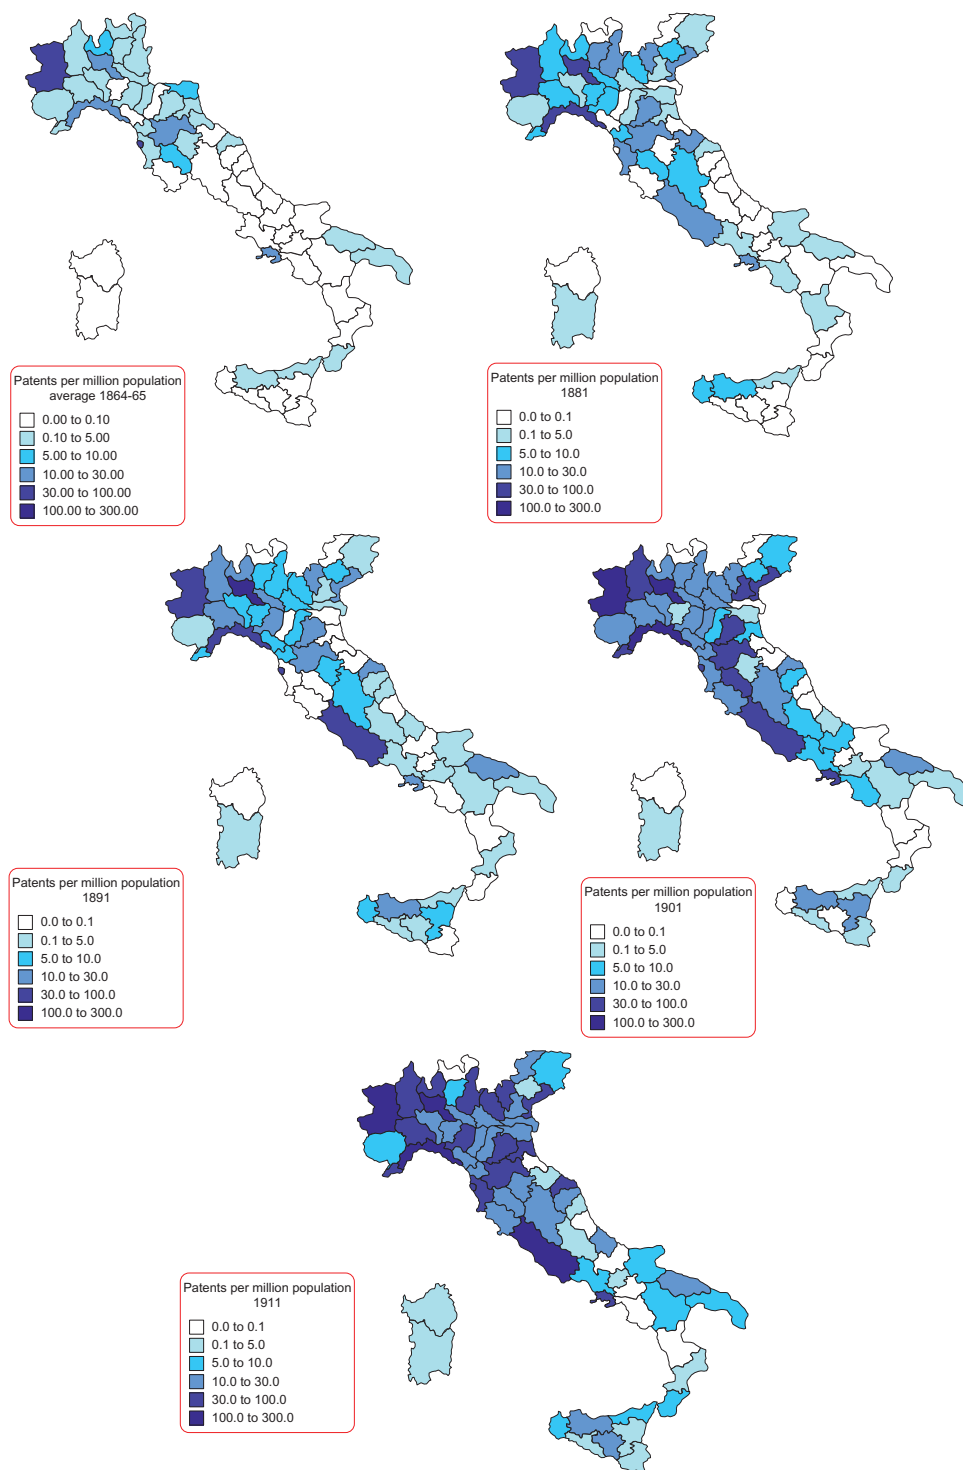 Patents per million population
average 1864-65
0.00 to 0.10
0.10 to 5.00
5.00 to 10.00
10.00 to 30.00
30.00 to 100.00
100.00 to 300.00
Patents per million population
1881
0.0 to 0.1
0.1 to 5.0
5.0 to 10.0
10.0 to 30.0
30.0 to 100.0
100.0 to 300.0
Patents per million population
1891
0.0 to 0.1
0.1 to 5.0
5.0 to 10.0
10.0 to 30.0
30.0 to 100.0
100.0 to 300.0
Patents per million population
1901
0.0 to 0.1
0.1 to 5.0
5.0 to 10.0
10.0 to 30.0
30.0 to 100.0
100.0 to 300.0
Patents per million population
1911
0.0 to 0.1
0.1 to 5.0
5.0 to 10.0
10.0 to 30.0
30.0 to 100.0
100.0 to 300.0